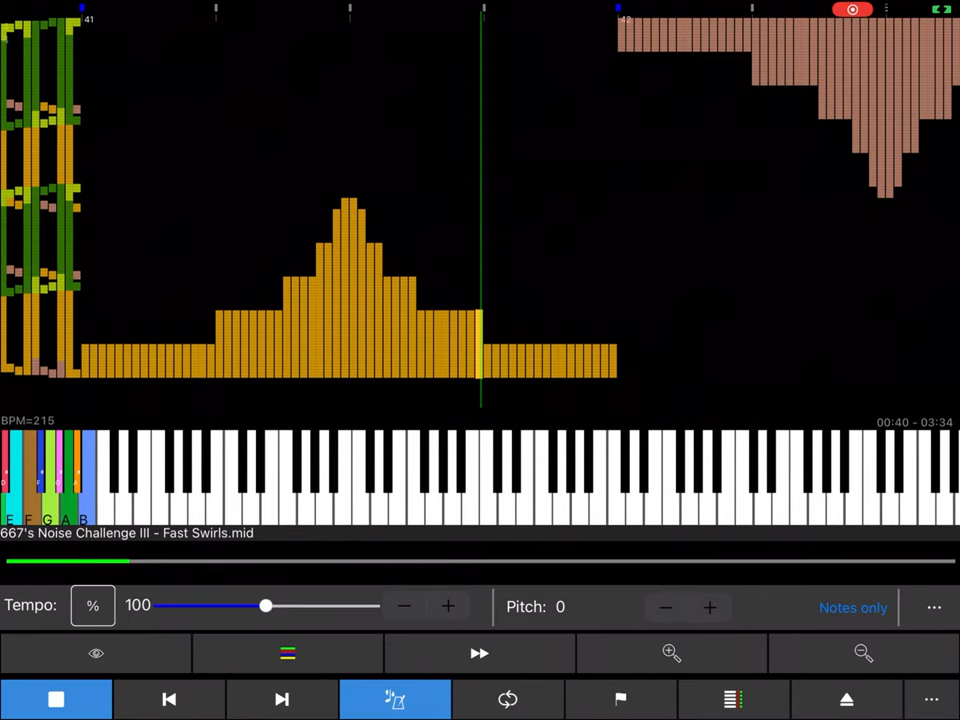 41
42
BPM=215
00:40 - 03:34
D F G A
E F G A B
667's Noise Challenge III - Fast Swirls.mid
Tempo: % 100 Pitch: 0 Notes only